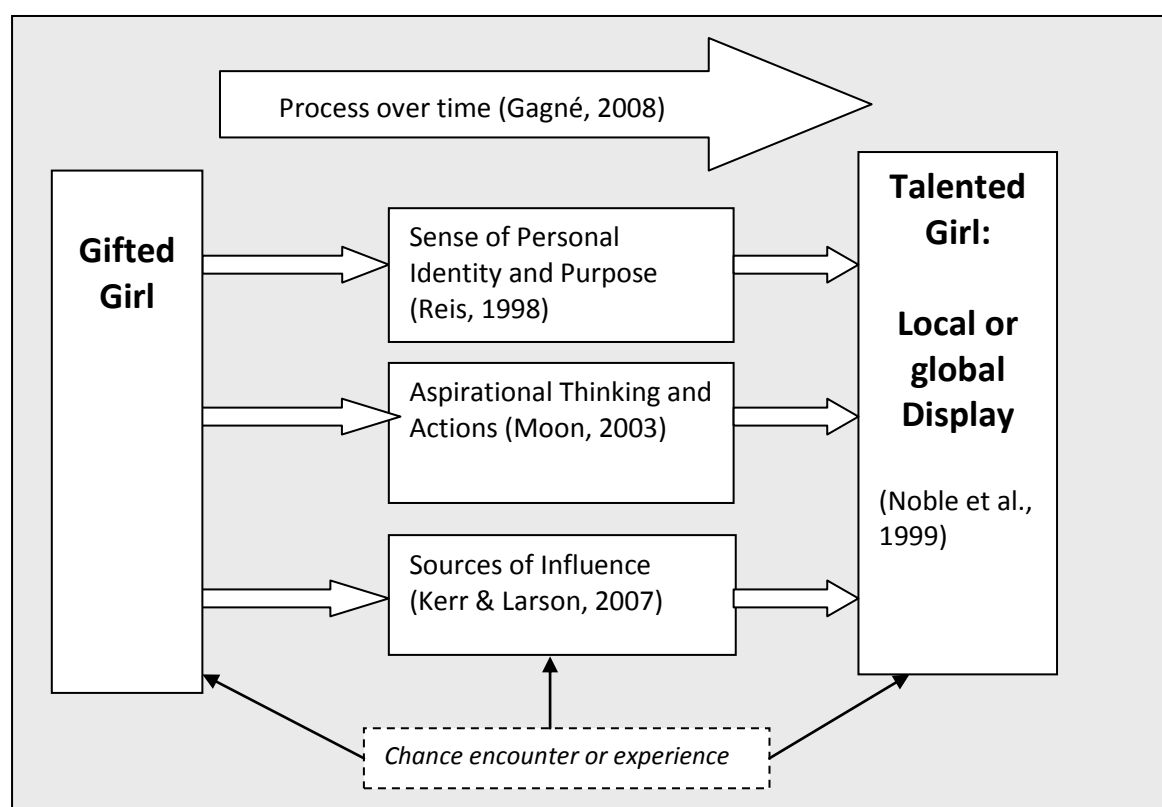 Process over time (Gagné, 2008)
Gifted
Girl
Sense of Personal
Identity and Purpose
(Reis, 1998)
Aspirational Thinking and
Actions (Moon, 2003)
Sources of Influence
(Kerr & Larson, 2007)
Talented
Girl:
Local or
global
Display
(Noble et al.,
1999)
Chance encounter or experience